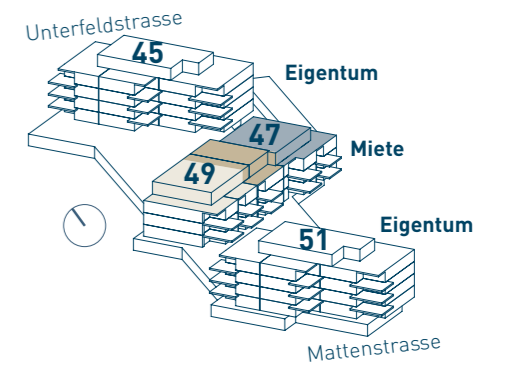 Unterfeldstrasse
45
Eigentum
47
Miete
49
Eigentum
51
Mattenstrasse